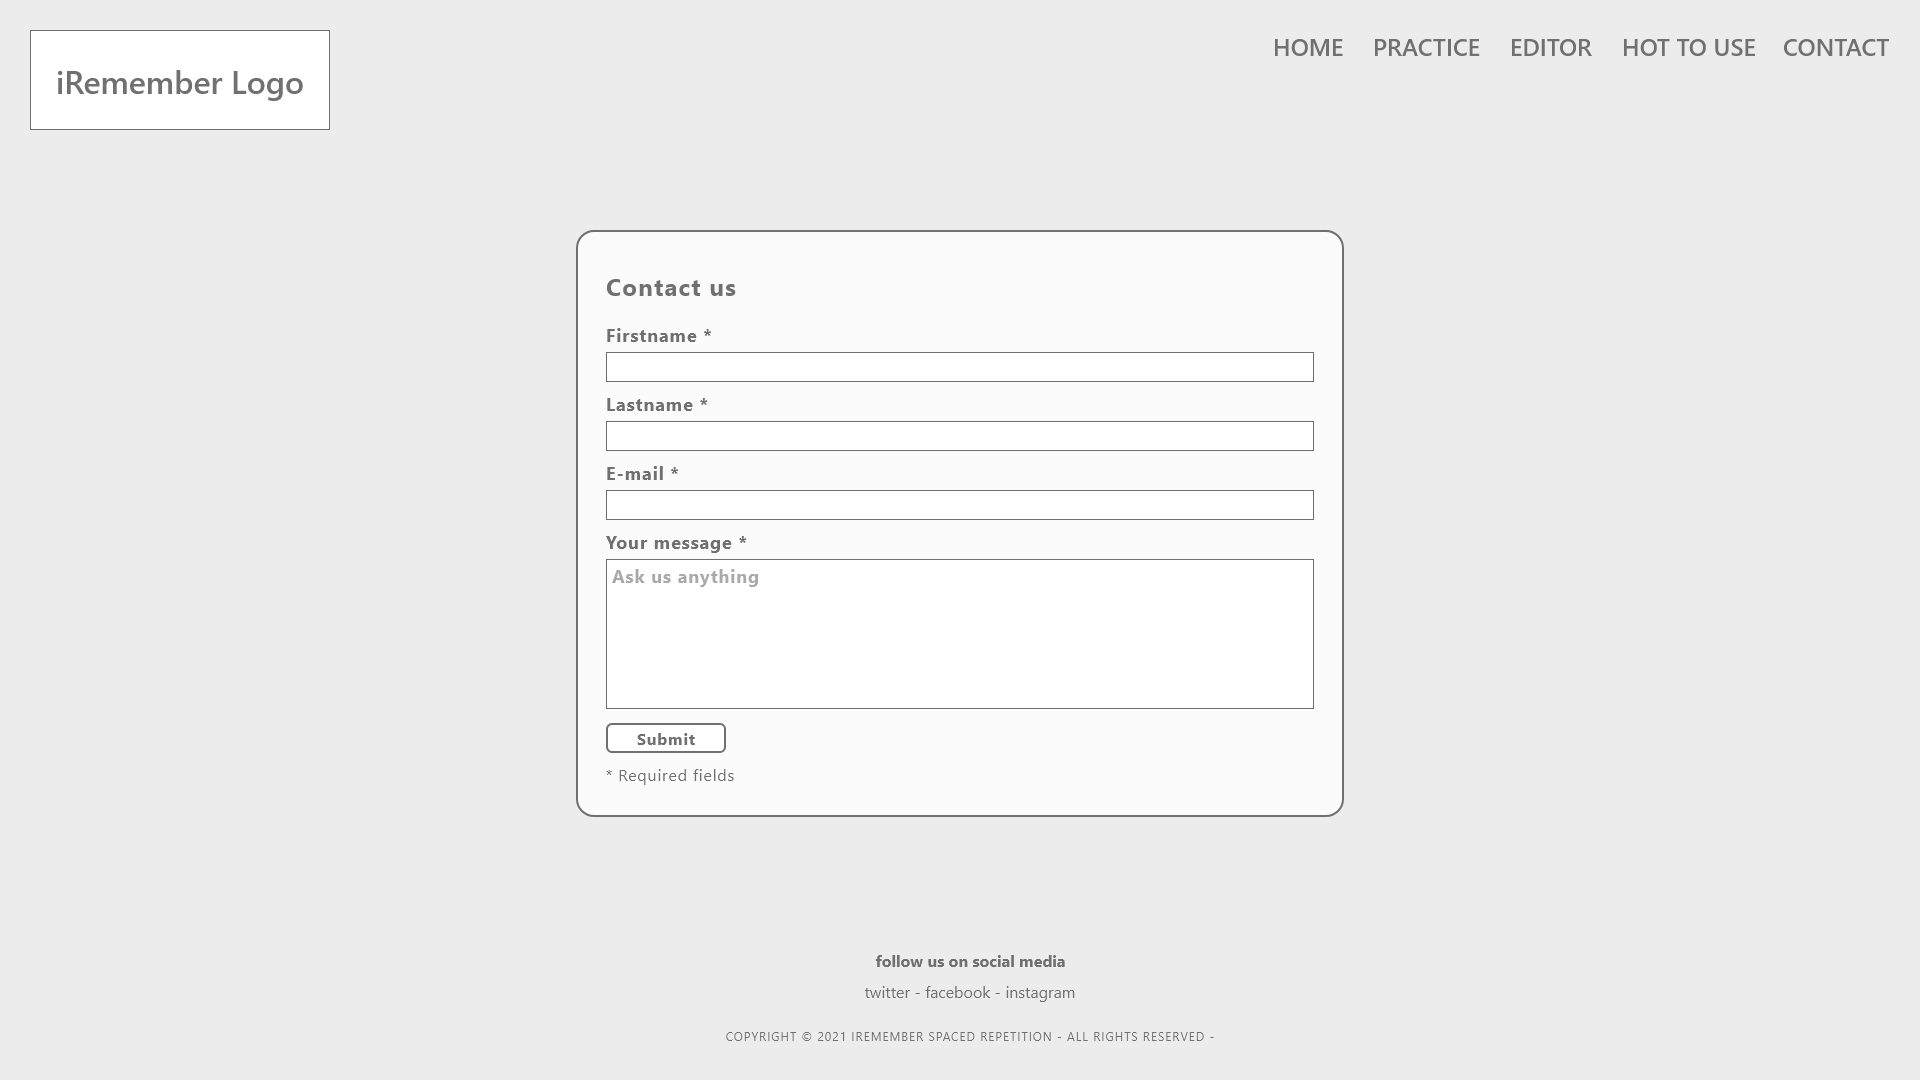 iRemember Logo
HOME PRACTICE EDITOR HOT TO USE CONTACT
Contact us
Firstname *
Lastname *
E-mail *
Your message *
Ask us anything
Submit
* Required fields
follow us on social media
twitter - facebook - instagram
COPYRIGHT © 2021 IREMEMBER SPACED REPETITION - ALL RIGHTS RESERVED -